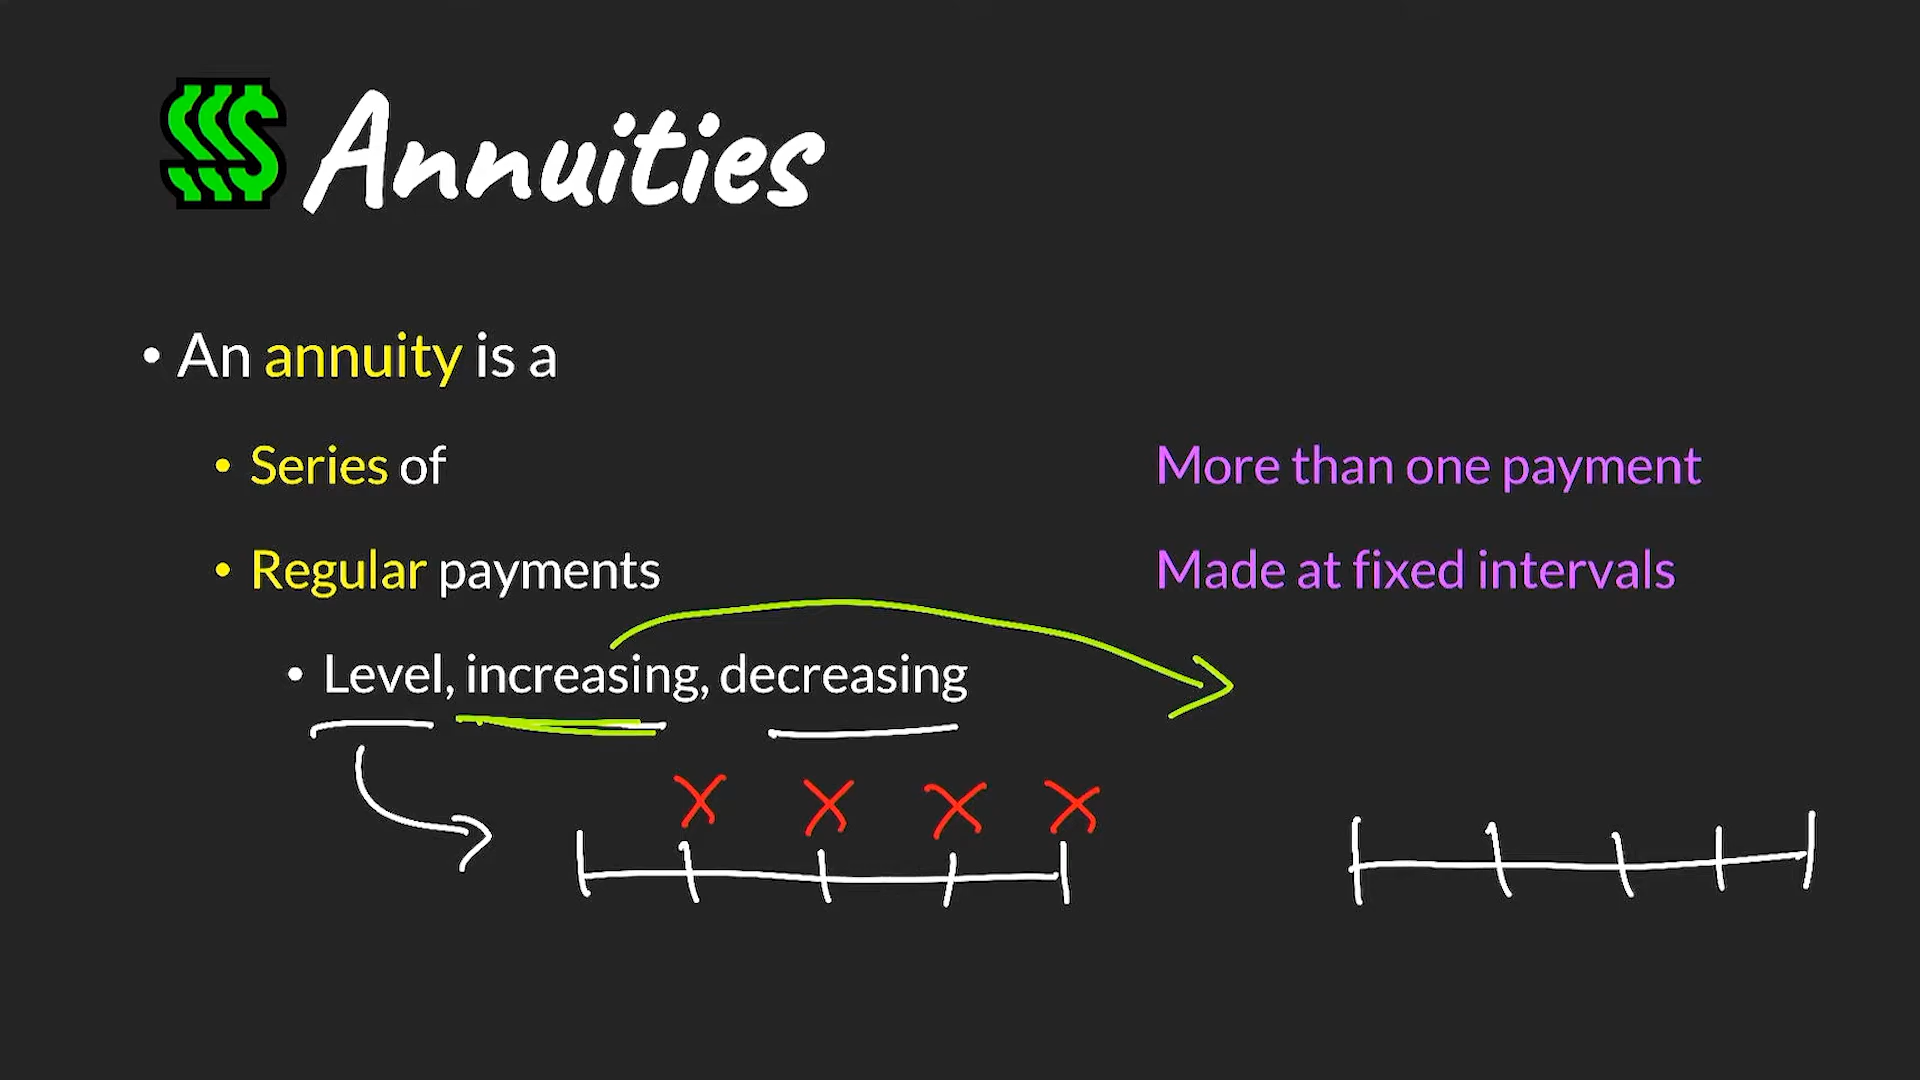 $$$ Annuities
• An annuity is a
• Series of
More than one payment
• Regular payments
Made at fixed intervals
• Level, increasing, decreasing
X X X X